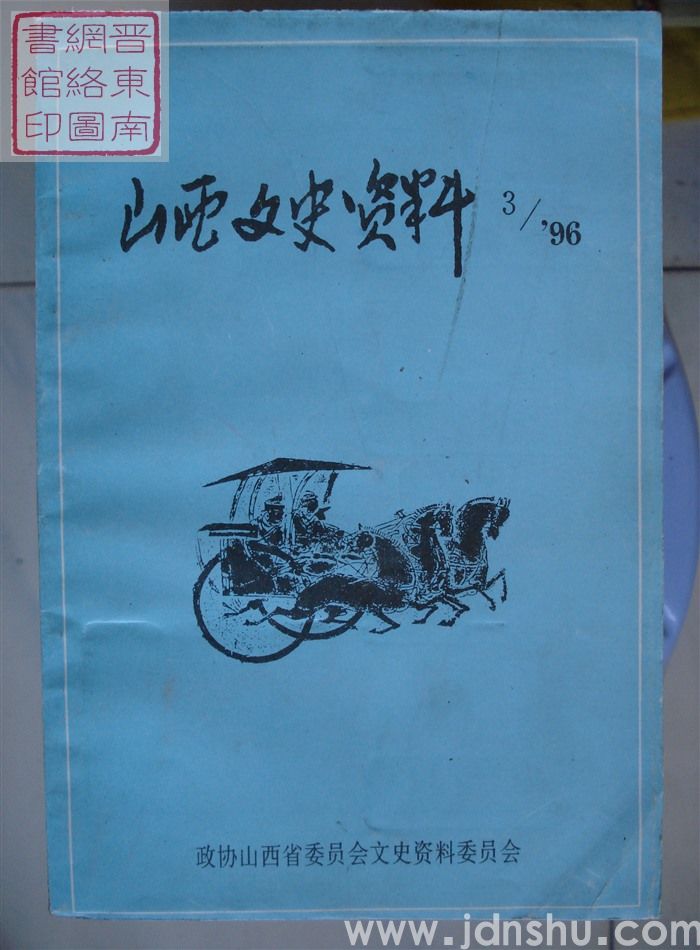 晋東南
網絡圖
書館印
山西文史资料 3/'96
政协山西省委员会文史资料委员会
www.jdnshu.com